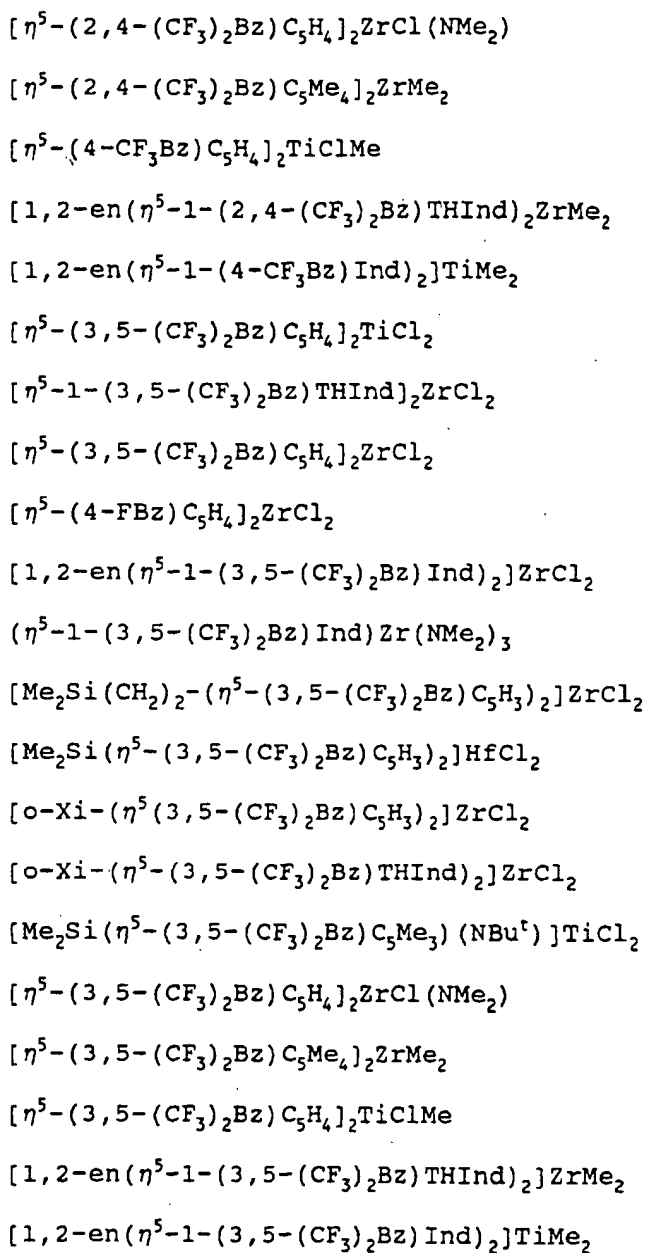 [η⁵-(2,4-(CF₃)₂Bz)C₅H₄]₂ZrCl(NMe₂)
[η⁵-(2,4-(CF₃)₂Bz)C₅Me₄]₂ZrMe₂
[η⁵-(4-CF₃Bz)C₅H₄]₂TiClMe
[1,2-en(η⁵-1-(2,4-(CF₃)₂Bz)THInd)₂ZrMe₂
[1,2-en(η⁵-1-(4-CF₃Bz)Ind)₂]TiMe₂
[η⁵-(3,5-(CF₃)₂Bz)C₅H₄]₂TiCl₂
[η⁵-1-(3,5-(CF₃)₂Bz)THInd]₂ZrCl₂
[η⁵-(3,5-(CF₃)₂Bz)C₅H₄]₂ZrCl₂
[η⁵-(4-FBz)C₅H₄]₂ZrCl₂
[1,2-en(η⁵-1-(3,5-(CF₃)₂Bz)Ind)₂]ZrCl₂
(η⁵-1-(3,5-(CF₃)₂Bz)Ind)Zr(NMe₂)₃
[Me₂Si(CH₂)₂-(η⁵-(3,5-(CF₃)₂Bz)C₅H₃)₂]ZrCl₂
[Me₂Si(η⁵-(3,5-(CF₃)₂Bz)C₅H₃)₂]HfCl₂
[o-Xi-(η⁵(3,5-(CF₃)₂Bz)C₅H₃)₂]ZrCl₂
[o-Xi-(η⁵-(3,5-(CF₃)₂Bz)THInd)₂]ZrCl₂
[Me₂Si(η⁵-(3,5-(CF₃)₂Bz)C₅Me₃)(NBuᵗ)]TiCl₂
[η⁵-(3,5-(CF₃)₂Bz)C₅H₄]₂ZrCl(NMe₂)
[η⁵-(3,5-(CF₃)₂Bz)C₅Me₄]₂ZrMe₂
[η⁵-(3,5-(CF₃)₂Bz)C₅H₄]₂TiClMe
[1,2-en(η⁵-1-(3,5-(CF₃)₂Bz)THInd)₂]ZrMe₂
[1,2-en(η⁵-1-(3,5-(CF₃)₂Bz)Ind)₂]TiMe₂